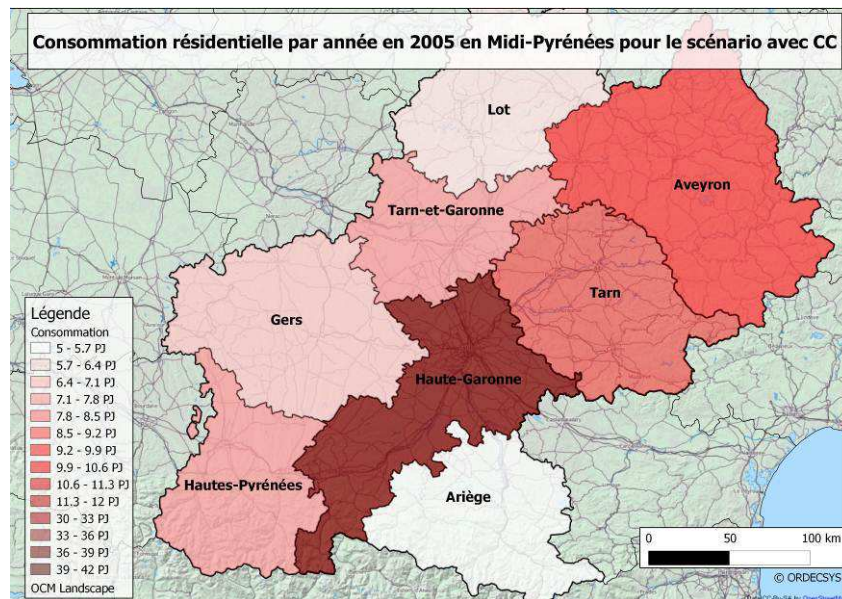 Consommation résidentielle par année en 2005 en Midi-Pyrénées pour le scénario avec CC
Lot
Aveyron
Tarn-et-Garonne
Tarn
Gers
Haute-Garonne
Hautes-Pyrénées
Ariège
Légende
Consommation
5 - 5.7 PJ
5.7 - 6.4 PJ
6.4 - 7.1 PJ
7.1 - 7.8 PJ
7.8 - 8.5 PJ
8.5 - 9.2 PJ
9.2 - 9.9 PJ
9.9 - 10.6 PJ
10.6 - 11.3 PJ
11.3 - 12 PJ
30 - 33 PJ
33 - 36 PJ
36 - 39 PJ
39 - 42 PJ
OCM Landscape
0 50 100 km
© ORDECSYS